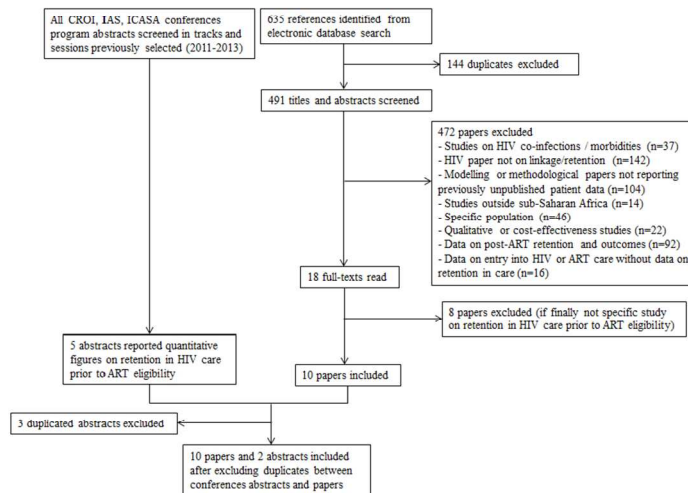 All CROI, IAS, ICASA conferences
program abstracts screened in tracks and
sessions previously selected (2011-2013)
635 references identified from
electronic database search
144 duplicates excluded
491 titles and abstracts screened
472 papers excluded
- Studies on HIV co-infections / morbidities (n=37)
- HIV paper not on linkage/retention (n=142)
- Modelling or methodological papers not reporting
previously unpublished patient data (n=104)
- Studies outside sub-Saharan Africa (n=14)
- Specific population (n=46)
- Qualitative or cost-effectiveness studies (n=22)
- Data on post-ART retention and outcomes (n=92)
- Data on entry into HIV or ART care without data on
retention in care (n=16)
18 full-texts read
8 papers excluded (if finally not specific study
on retention in HIV care prior to ART eligibility)
5 abstracts reported quantitative
figures on retention in HIV care
prior to ART eligibility
10 papers included
3 duplicated abstracts excluded
10 papers and 2 abstracts included
after excluding duplicates between
conferences abstracts and papers